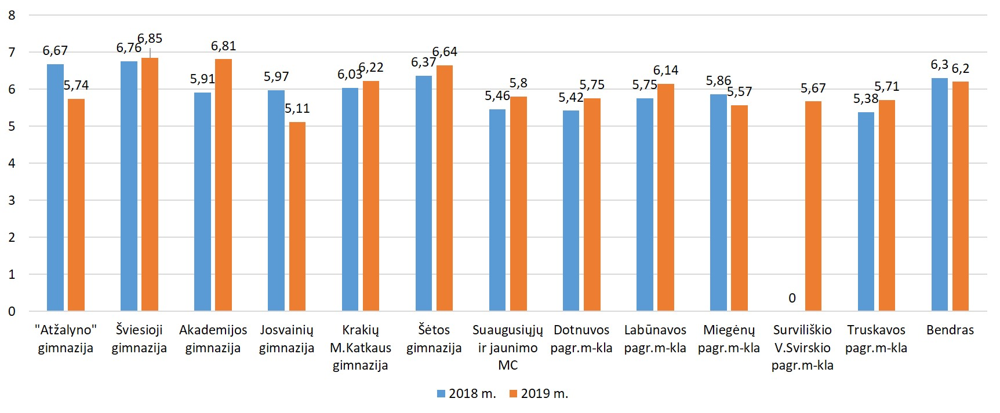 8
7
6
5
4
3
2
1
0
6,67
5,74
6,76
6,85
5,91
6,81
5,97
5,11
6,03
6,22
6,37
6,64
5,46
5,8
5,42
5,75
5,75
6,14
5,86
5,57
0
5,67
5,38
5,71
6,3
6,2
"Atžalyno"
gimnazija
Šviesioji
gimnazija
Akademijos
gimnazija
Josvainių
gimnazija
Krakių
M.Katkaus
gimnazija
Šėtos
gimnazija
Suaugusiųjų
ir jaunimo
MC
Dotnuvos
pagr.m-kla
Labūnavos
pagr.m-kla
Miegėnų
pagr.m-kla
Surviliškio
V.Svirskio
pagr.m-kla
Truskavos
pagr.m-kla
Bendras
2018 m.
2019 m.